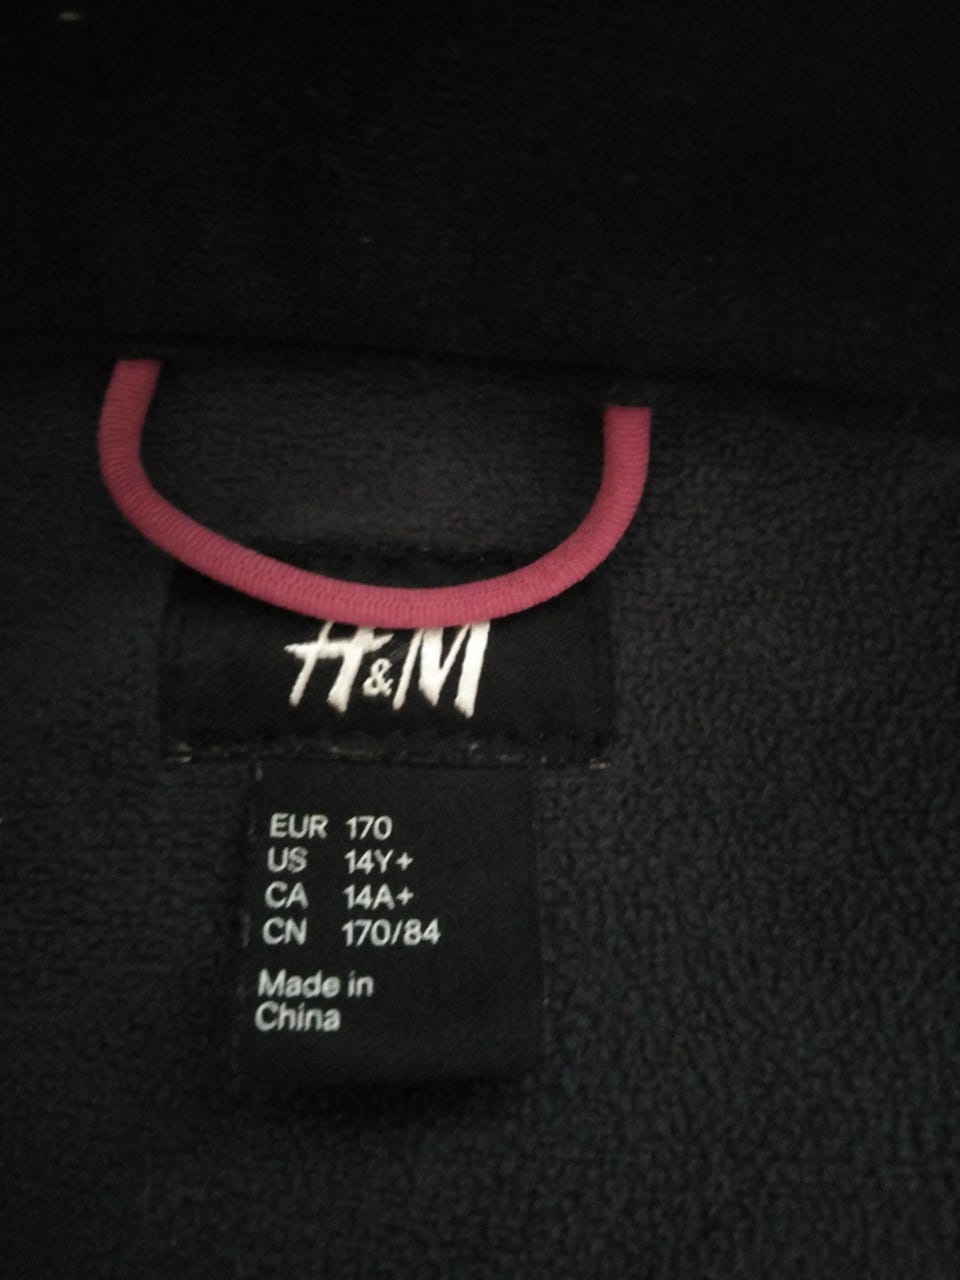 H&M
EUR 170
US 14Y+
CA 14A+
CN 170/84
Made in
China